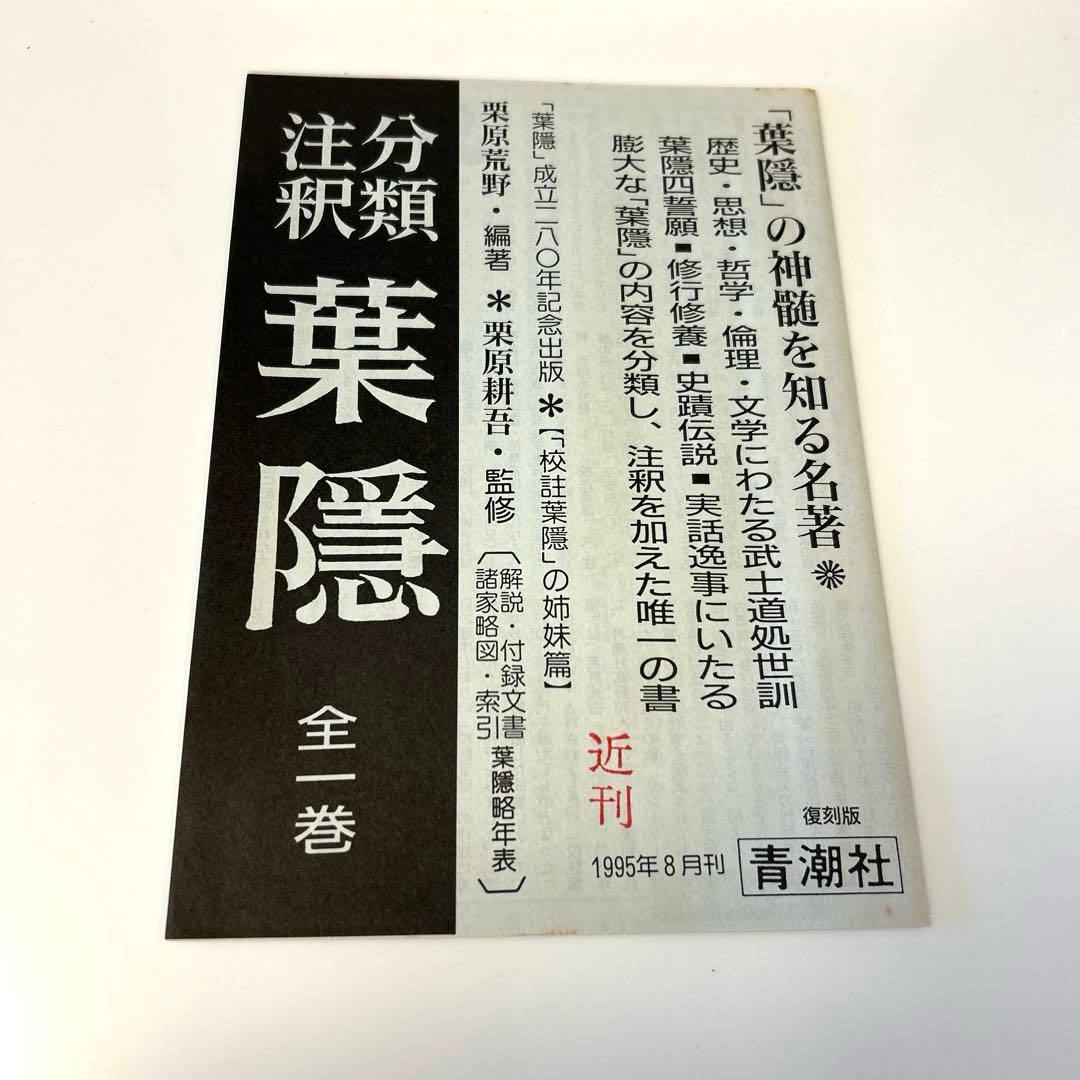 「葉隠」の神髄を知る名著※
歴史・思想・哲学・倫理・文学にわたる武士道処世訓
葉隠四誓願■修行修養■史蹟伝説■実話逸事にいたる
膨大な「葉隠」の内容を分類し、注釈を加えた唯一の書
近刊
復刻版
青潮社
1995年8月刊
「葉隠」成立二八〇年記念出版＊【「校註葉隠」の姉妹篇】
栗原荒野・編著＊栗原耕吾・監修
〔解説・付録文書
諸家略図・索引
葉隠略年表〕
分類
注釈
葉隠
全一巻